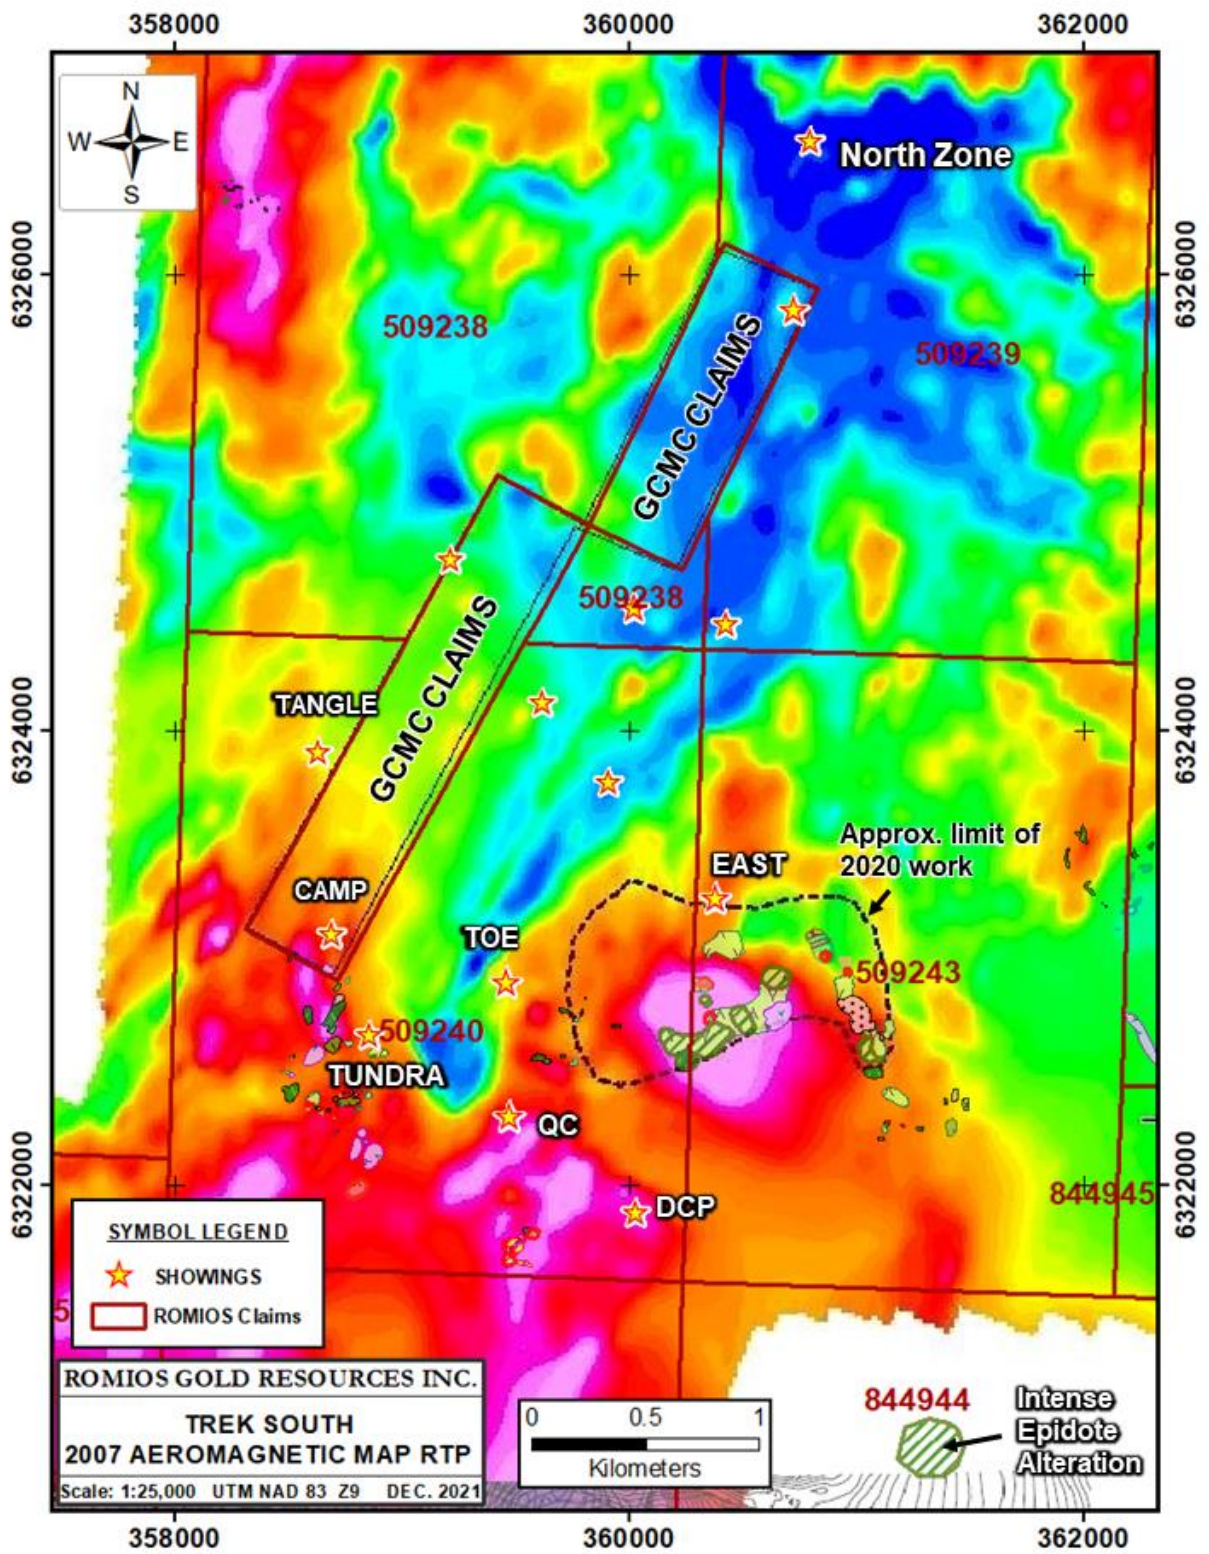 358000 360000 362000
N
W E
S
North Zone
6326000 6326000
509238
509239
GCMC CLAIMS
509238
GCMC CLAIMS
TANGLE
6324000 6324000
Approx. limit of
2020 work
EAST
CAMP
TOE
509243
509240
TUNDRA
QC
6322000 6322000
844945
DCP
SYMBOL LEGEND
SHOWINGS
ROMIOS Claims
5
ROMIOS GOLD RESOURCES INC.
TREK SOUTH
2007 AEROMAGNETIC MAP RTP
Scale: 1:25,000 UTM NAD 83 Z9 DEC. 2021
0 0.5 1
Kilometers
844944
Intense
Epidote
Alteration
358000 360000 362000